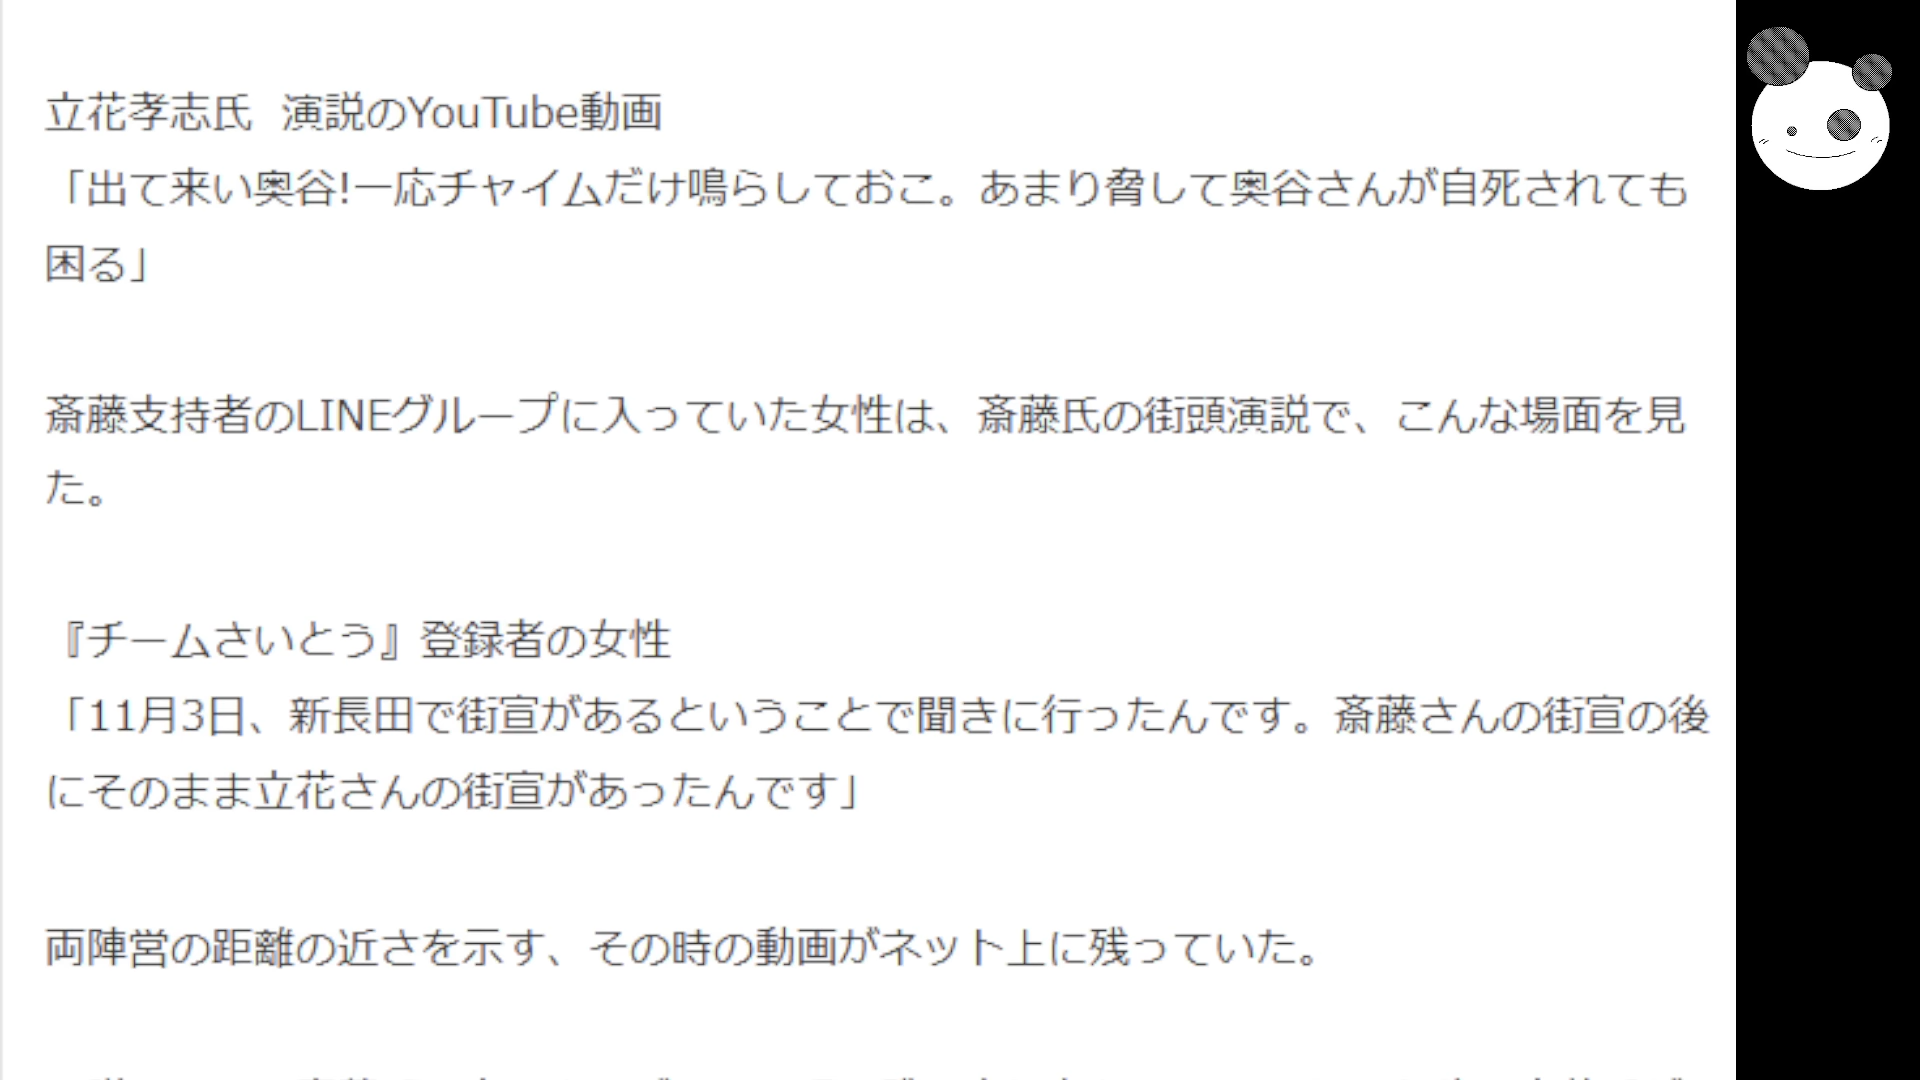 立花孝志氏 演説のYouTube動画
「出て来い奥谷!一応チャイムだけ鳴らしておこ。あまり脅して奥谷さんが自死されても
困る」
斎藤支持者のLINEグループに入っていた女性は、斎藤氏の街頭演説で、こんな場面を見
た。
『チームさいとう』登録者の女性
「11月3日、新長田で街宣があるということで聞きに行ったんです。斎藤さんの街宣の後
にそのまま立花さんの街宣があったんです」
両陣営の距離の近さを示す、その時の動画がネット上に残っていた。